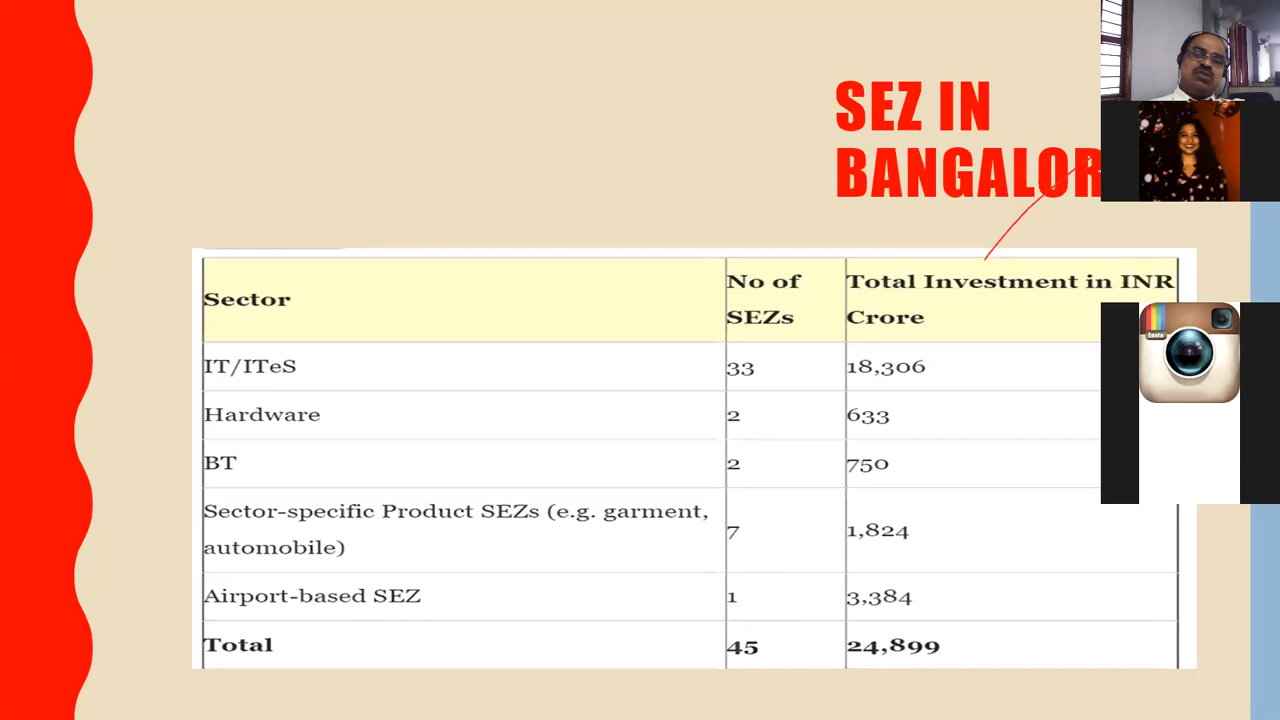 SEZ IN
BANGALOR
Sector
No of
SEZs
Total Investment in INR
Crore
IT/ITeS 33 18,306
Hardware 2 633
BT 2 750
Sector-specific Product SEZs (e.g. garment,
automobile)
7 1,824
Airport-based SEZ 1 3,384
Total 45 24,899
Insta